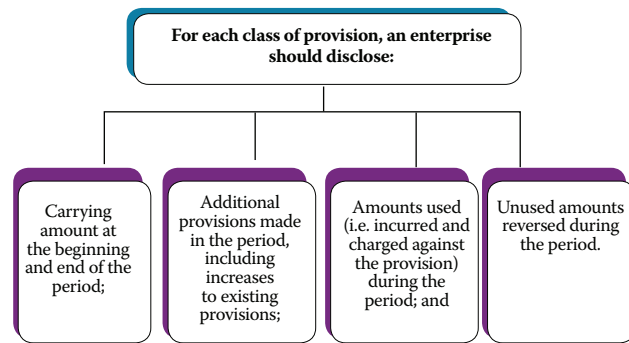 For each class of provision, an enterprise
should disclose:
Carrying
amount at
the beginning
and end of the
period;
Additional
provisions made
in the period,
including
increases
to existing
provisions;
Amounts used
(i.e. incurred and
charged against
the provision)
during the
period; and
Unused amounts
reversed during
the period.